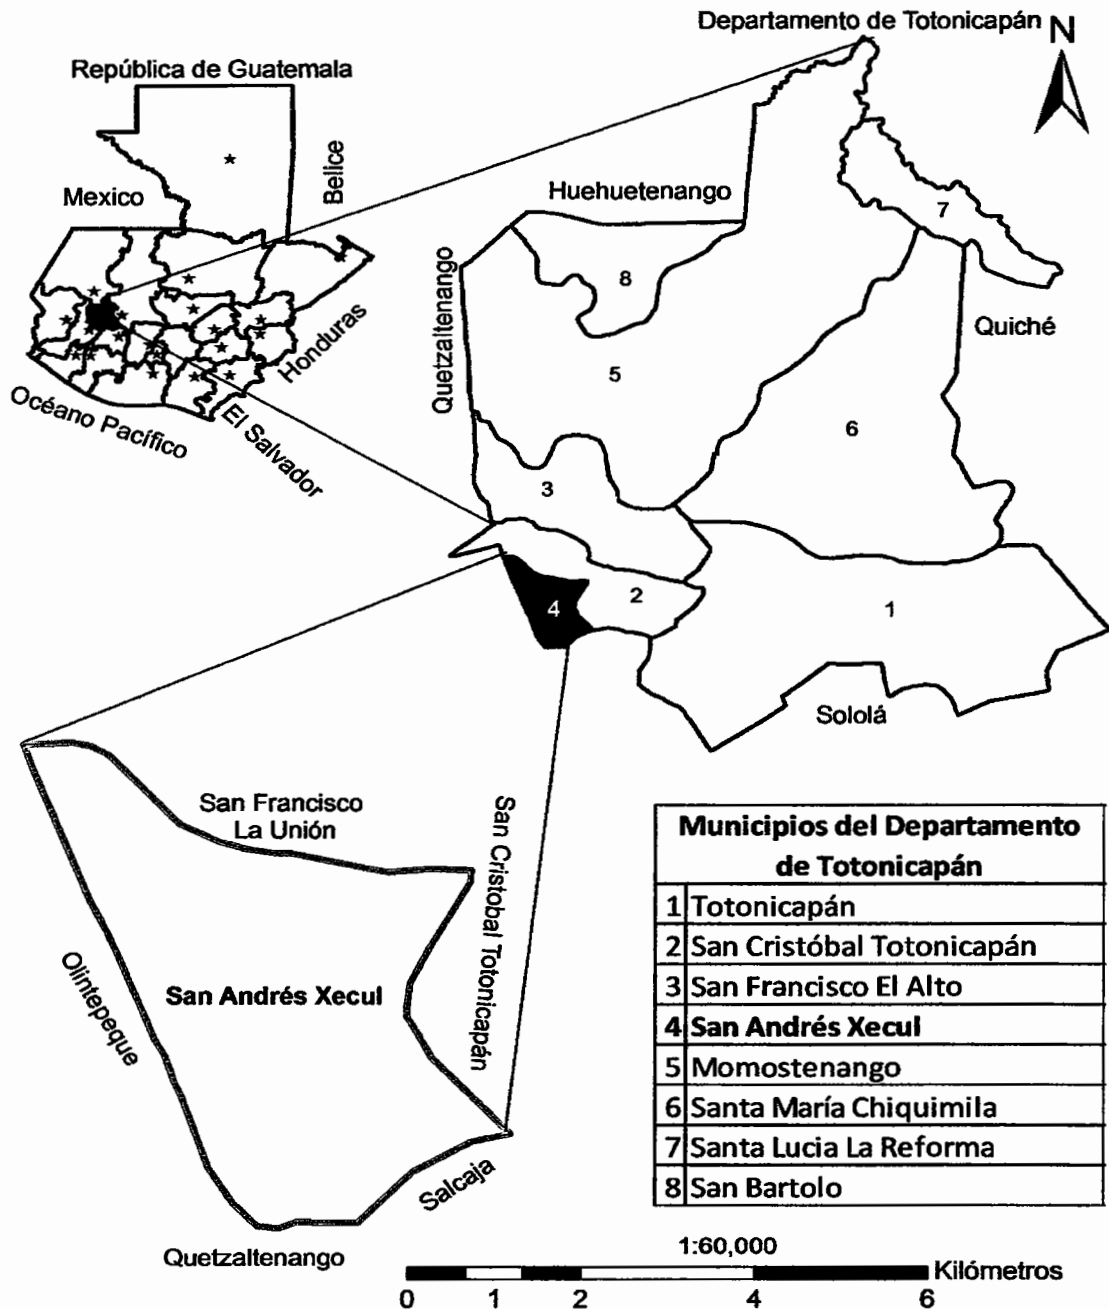 Departamento de Totonicapán
N
República de Guatemala
Belice
Mexico
Huehuetenango
7
8
Quetzaltenango
Quiché
Honduras
5
Océano Pacífico
El Salvador
6
3
4
2
1
Sololá
San Francisco
La Unión
San Cristobal Totonicapán
Olintepeque
San Andrés Xecul
Salcaja
Quetzaltenango
Municipios del Departamento
de Totonicapán
1 Totonicapán
2 San Cristóbal Totonicapán
3 San Francisco El Alto
4 San Andrés Xecul
5 Momostenango
6 Santa María Chiquimila
7 Santa Lucia La Reforma
8 San Bartolo
1:60,000
Kilómetros
0 1 2 4 6